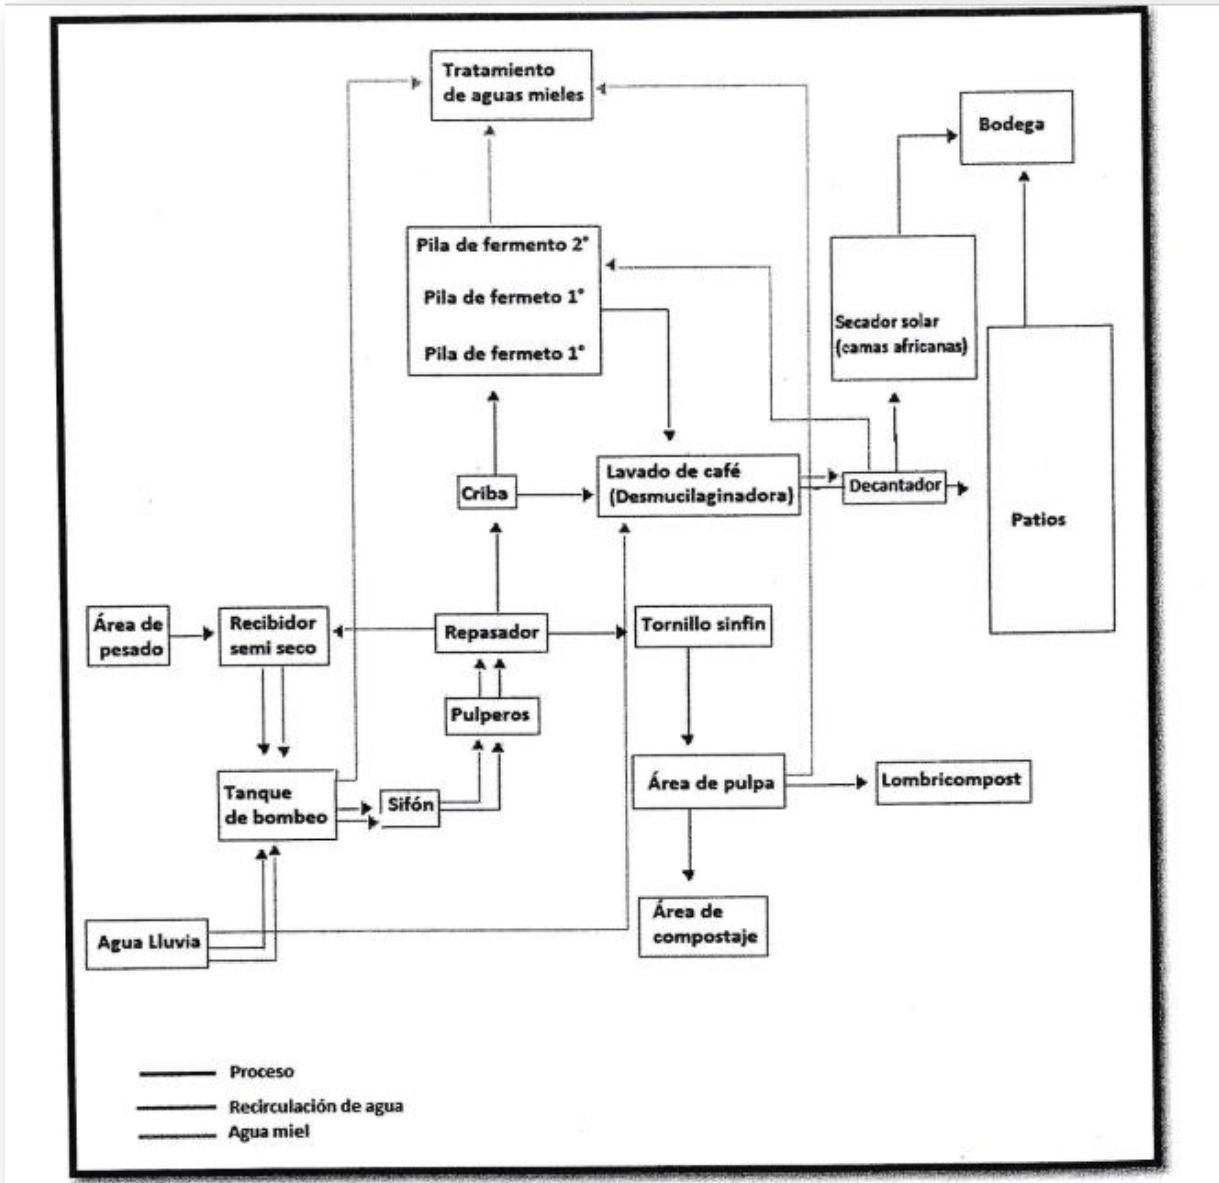 Tratamiento
de aguas mieles
Bodega
Pila de fermento 2°
Pila de fermeto 1°
Pila de fermeto 1°
Secador solar
(camas africanas)
Criba
Lavado de café
(Desmucilaginadora)
Decantador
Patios
Área de
pesado
Recibidor
semi seco
Repasador
Tornillo sinfin
Pulperos
Tanque
de bombeo
Sifón
Área de pulpa
Lombricompost
Agua Lluvia
Área de
compostaje
Proceso
Recirculación de agua
Agua miel